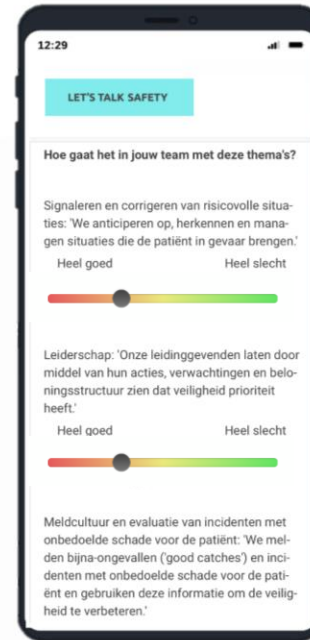 12:29
LET'S TALK SAFETY
Hoe gaat het in jouw team met deze thema's?
Signaleren en corrigeren van risicovolle situa-
ties: 'We anticiperen op, herkennen en mana-
gen situaties die de patiënt in gevaar brengen.'
Heel goed Heel slecht
Leiderschap: 'Onze leidinggevenden laten door
middel van hun acties, verwachtingen en belo-
ningsstructuur zien dat veiligheid prioriteit
heeft.'
Heel goed Heel slecht
Meldcultuur en evaluatie van incidenten met
onbedoelde schade voor de patiënt: 'We mel-
den bijna-ongevallen ('good catches') en inci-
denten met onbedoelde schade voor de pati-
ënt en gebruiken deze informatie om de veilig-
heid te verbeteren.'